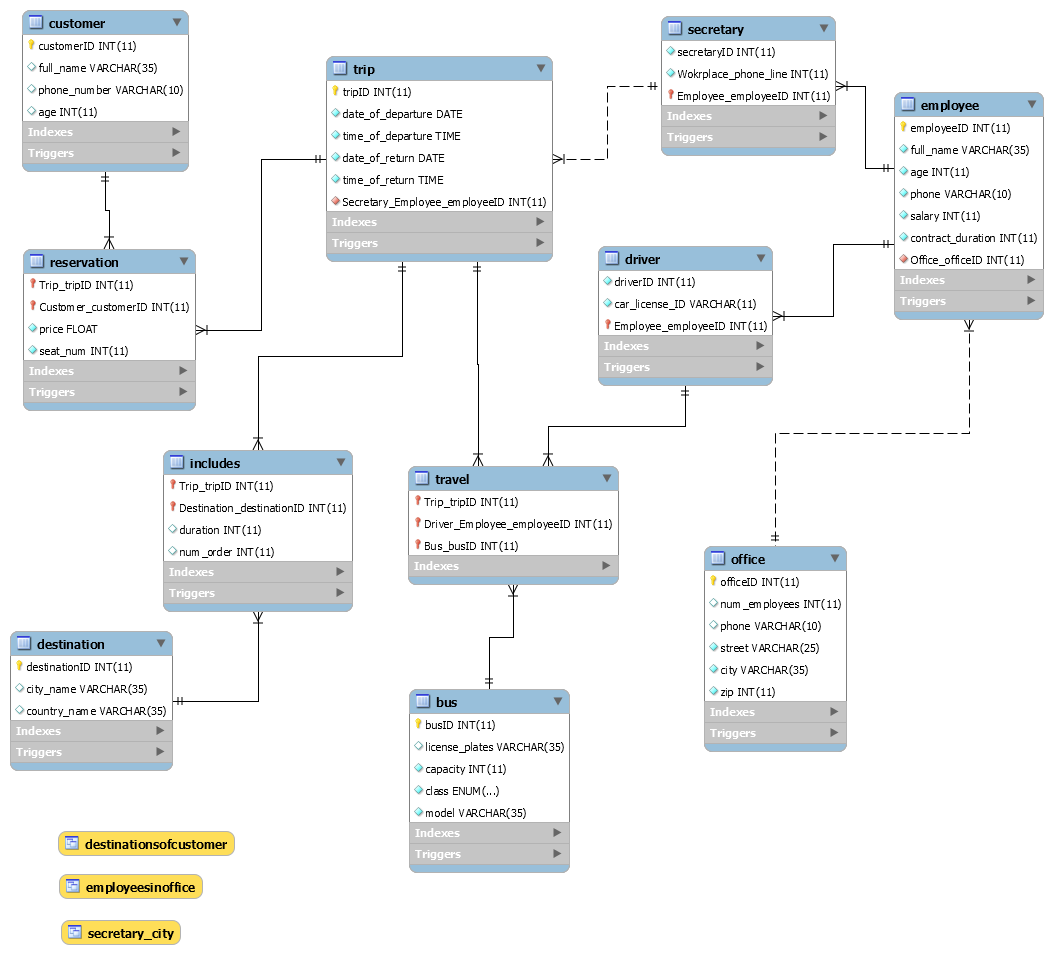 customer
customerID INT(11)
full_name VARCHAR(35)
phone_number VARCHAR(10)
age INT(11)
Indexes
Triggers
trip
tripID INT(11)
date_of_departure DATE
time_of_departure TIME
date_of_return DATE
time_of_return TIME
Secretary_Employee_employeeID INT(11)
Indexes
Triggers
secretary
secretaryID INT(11)
Wokrplace_phone_line INT(11)
Employee_employeeID INT(11)
Indexes
Triggers
employee
employeeID INT(11)
full_name VARCHAR(35)
age INT(11)
phone VARCHAR(10)
salary INT(11)
contract_duration INT(11)
Office_officeID INT(11)
Indexes
Triggers
reservation
Trip_tripID INT(11)
Customer_customerID INT(11)
price FLOAT
seat_num INT(11)
Indexes
Triggers
driver
driverID INT(11)
car_license_ID VARCHAR(11)
Employee_employeeID INT(11)
Indexes
Triggers
includes
Trip_tripID INT(11)
Destination_destinationID INT(11)
duration INT(11)
num_order INT(11)
Indexes
Triggers
travel
Trip_tripID INT(11)
Driver_Employee_employeeID INT(11)
Bus_busID INT(11)
Indexes
office
officeID INT(11)
num_employees INT(11)
phone VARCHAR(10)
street VARCHAR(25)
city VARCHAR(35)
zip INT(11)
Indexes
Triggers
destination
destinationID INT(11)
city_name VARCHAR(35)
country_name VARCHAR(35)
Indexes
Triggers
bus
busID INT(11)
license_plates VARCHAR(35)
capacity INT(11)
class ENUM(...)
model VARCHAR(35)
Indexes
Triggers
destinationsofcustomer
employeesinoffice
secretary_city